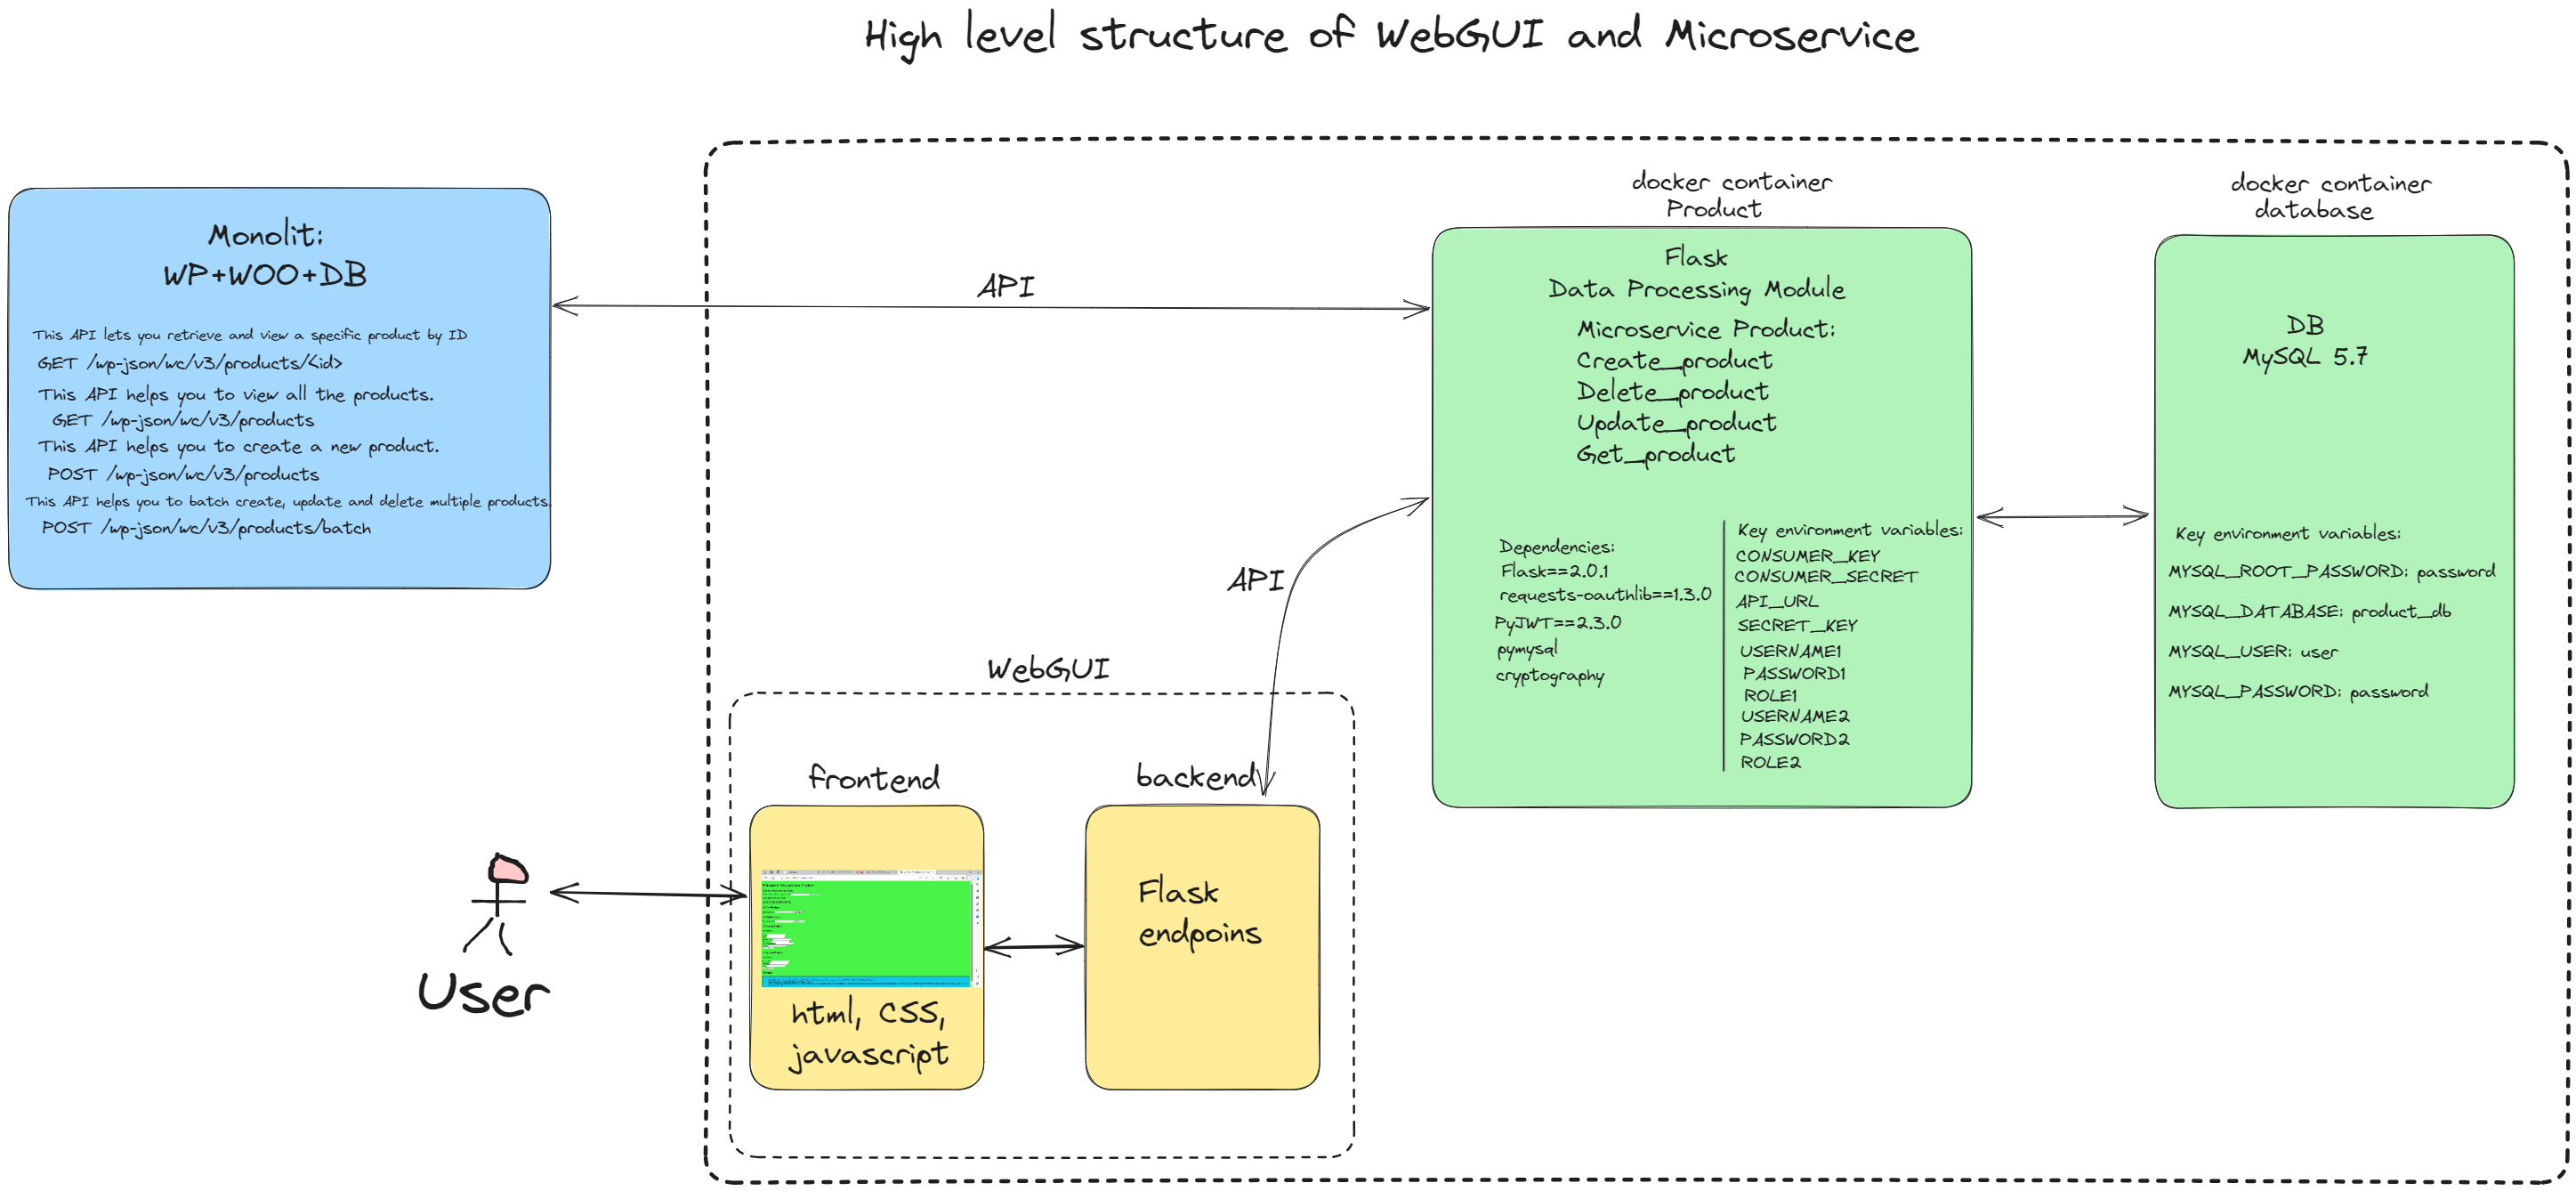 High level structure of WebGUI and Microservice
Monolit:
WP+WOO+DB
This API lets you retrieve and view a specific product by ID
GET /wp-json/wc/v3/products/<id>
This API helps you to view all the products.
GET /wp-json/wc/v3/products
This API helps you to create a new product.
POST /wp-json/wc/v3/products
This API helps you to batch create, update and delete multiple products.
POST /wp-json/wc/v3/products/batch
API
docker container
Product
Flask
Data Processing Module
Microservice Product:
Create_product
Delete_product
Update_product
Get_product
Dependencies:
Flask==2.0.1
requests-oauthlib==1.3.0
PyJWT==2.3.0
pymysql
cryptography
Key environment variables:
CONSUMER_KEY
CONSUMER_SECRET
API_URL
SECRET_KEY
USERNAME1
PASSWORD1
ROLE1
USERNAME2
PASSWORD2
ROLE2
docker container
database
DB
MySQL 5.7
Key environment variables:
MYSQL_ROOT_PASSWORD: password
MYSQL_DATABASE: product_db
MYSQL_USER: user
MYSQL_PASSWORD: password
API
WebGUI
frontend
html, CSS,
javascript
backend
Flask
endpoins
User